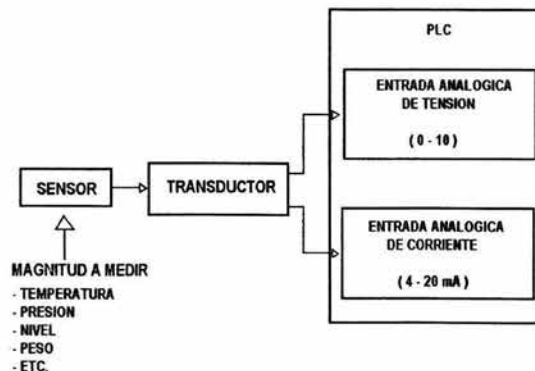 PLC
ENTRADA ANALOGICA
DE TENSION
( 0 - 10 )
SENSOR
TRANSDUCTOR
ENTRADA ANALOGICA
DE CORRIENTE
( 4 - 20 mA )
MAGNITUD A MEDIR
- TEMPERATURA
- PRESION
- NIVEL
- PESO
- ETC.